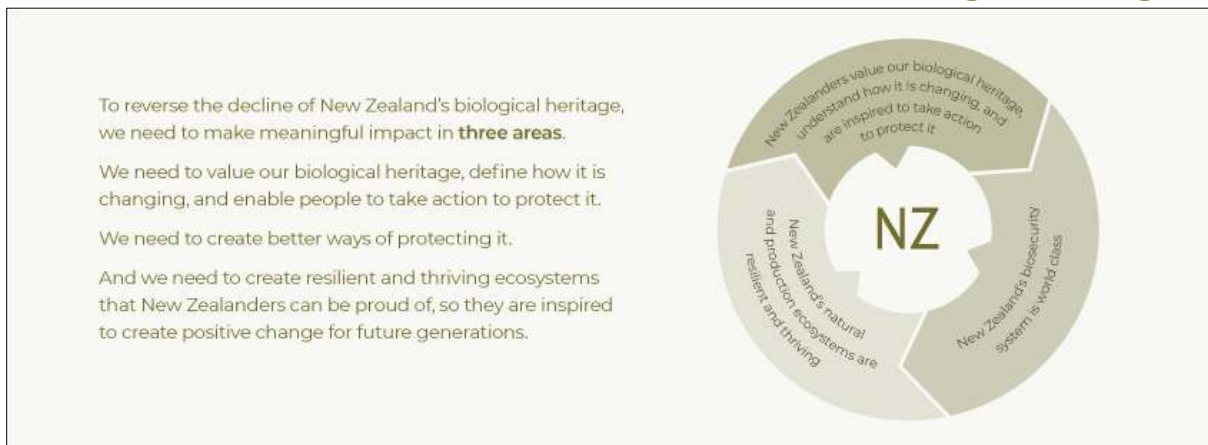 To reverse the decline of New Zealand's biological heritage,
we need to make meaningful impact in three areas.
We need to value our biological heritage, define how it is
changing, and enable people to take action to protect it.
We need to create better ways of protecting it.
And we need to create resilient and thriving ecosystems
that New Zealanders can be proud of, so they are inspired
to create positive change for future generations.
New Zealanders value our biological heritage,
understand how it is changing, and
are inspired to take action
to protect it
New Zealand's biosecurity
system is world class
New Zealand's natural
and production ecosystems are
resilient and thriving
NZ